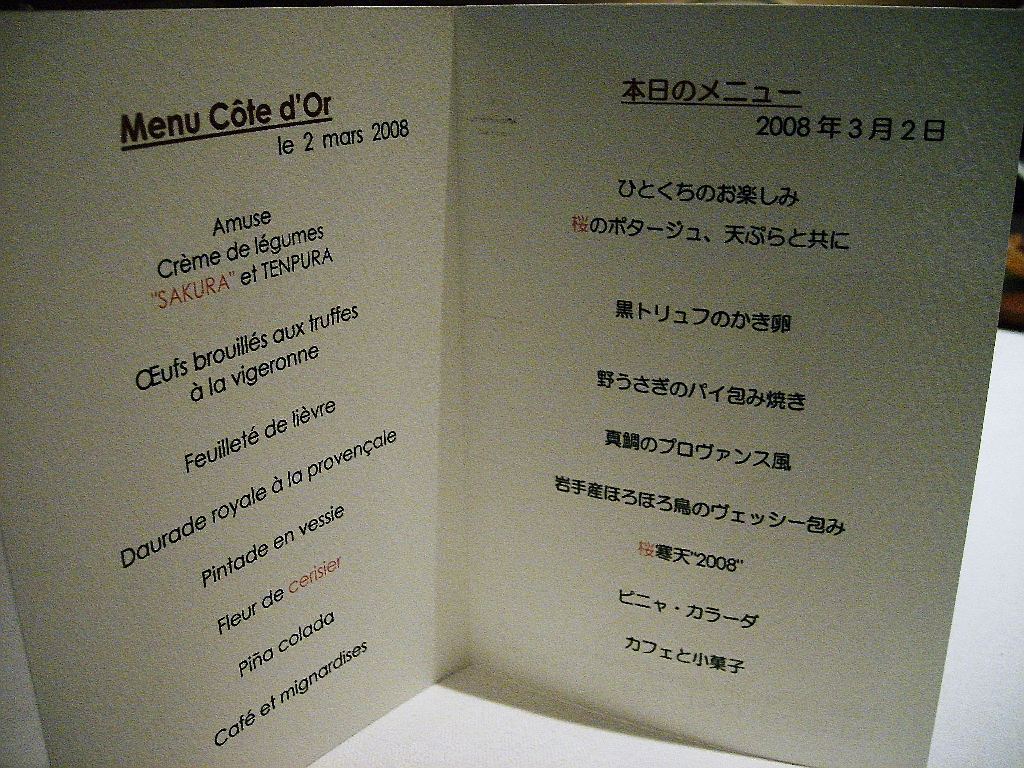 Menu Côte d'Or
le 2 mars 2008
Amuse
Crème de légumes
"SAKURA" et TENPURA
Œufs brouillés aux truffes
à la vigeronne
Feuilleté de lièvre
Daurade royale à la provençale
Pintade en vessie
Fleur de cerisier
Piña colada
Café et mignardises
本日のメニュー
2008年3月2日
ひとくちのお楽しみ
桜のポタージュ、天ぷらと共に
黒トリュフのかき卵
野うさぎのパイ包み焼き
真鯛のプロヴァンス風
岩手産ほろほろ鳥のヴェッシー包み
桜寒天"2008"
ピニャ・カラーダ
カフェと小菓子